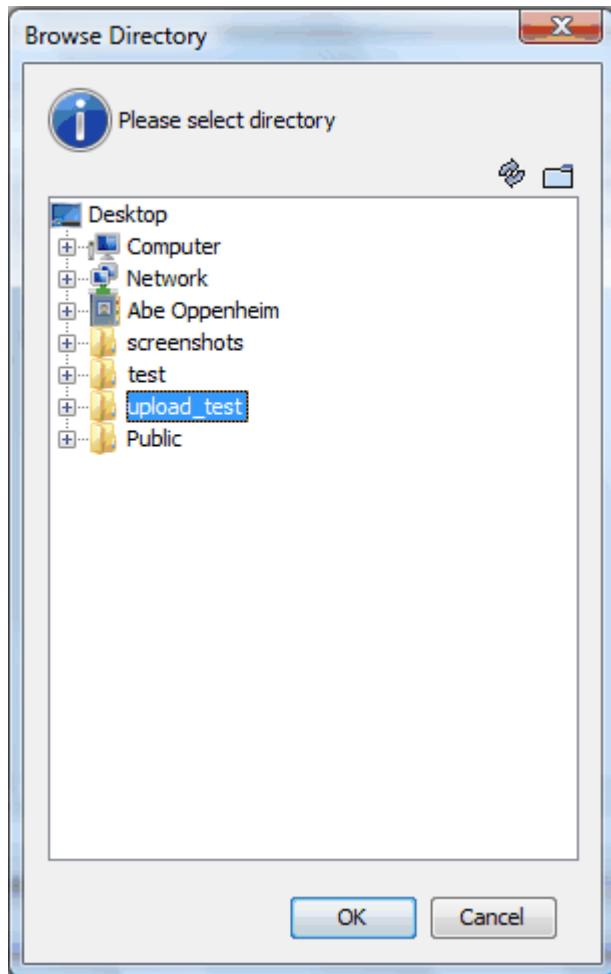 Browse Directory
Please select directory
Desktop
Computer
Network
Abe Oppenheim
screenshots
test
upload_test
Public
OK Cancel